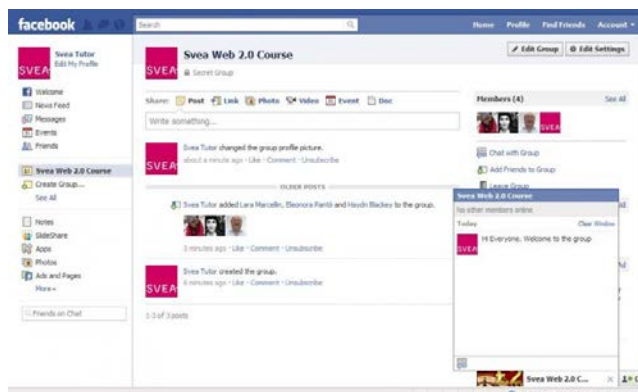 facebook
Search
Home Profile Find Friends Account
SVEA
Svea Tutor
Edit My Profile
Welcome
News Feed
Messages
Events
Friends
Svea Web 2.0 Course
Create Group...
See All
Notes
SlideShare
Apps
Photos
Ads and Pages
More
Friends on Chat
SVEA
Svea Web 2.0 Course
Secret Group
Edit Group Edit Settings
Share: Post Link Photo Video Event Doc
Write something...
SVEA
Svea Tutor changed the group profile picture.
about a minute ago · Like · Comment · Unsubscribe
OLDER POSTS
Svea Tutor added Lara Marcellin, Eleonora Pantò and Haydn Blackey to the group.
5 minutes ago · Like · Comment · Unsubscribe
SVEA
Svea Tutor created the group.
6 minutes ago · Like · Comment · Unsubscribe
1-3 of 3 posts
Members (4) See All
SVEA
Chat with Group
Add Friends to Group
Leave Group
Svea Web 2.0 Course
No other members online
Today Clear Window
SVEA
Hi Everyone. Welcome to the group
Svea Web 2.0 C...